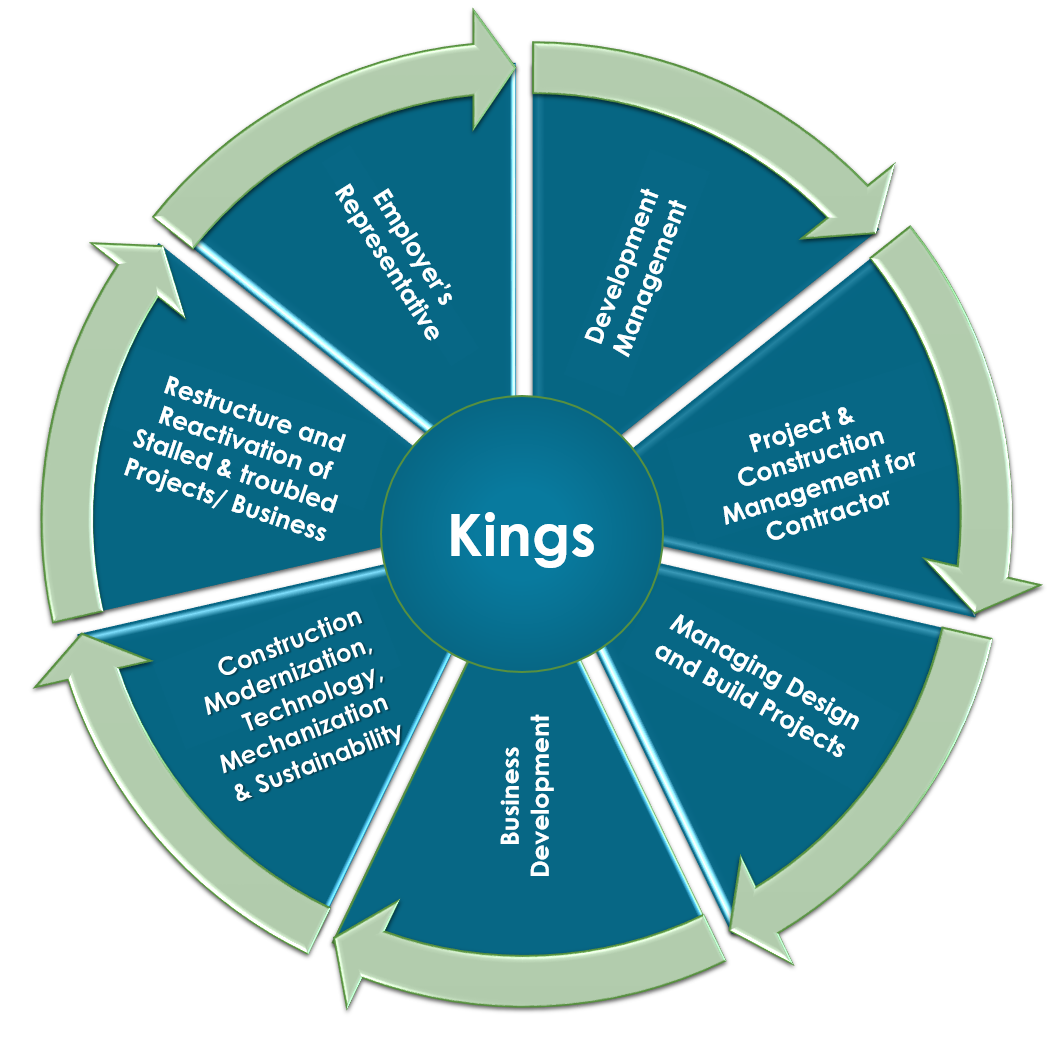 Employer's
Representative
Development
Management
Restructure and
Reactivation of
Stalled & troubled
Projects/ Business
Project &
Construction
Management for
Contractor
Kings
Construction
Modernization,
Technology,
Mechanization
& Sustainability
Managing Design
and Build Projects
Business
Development